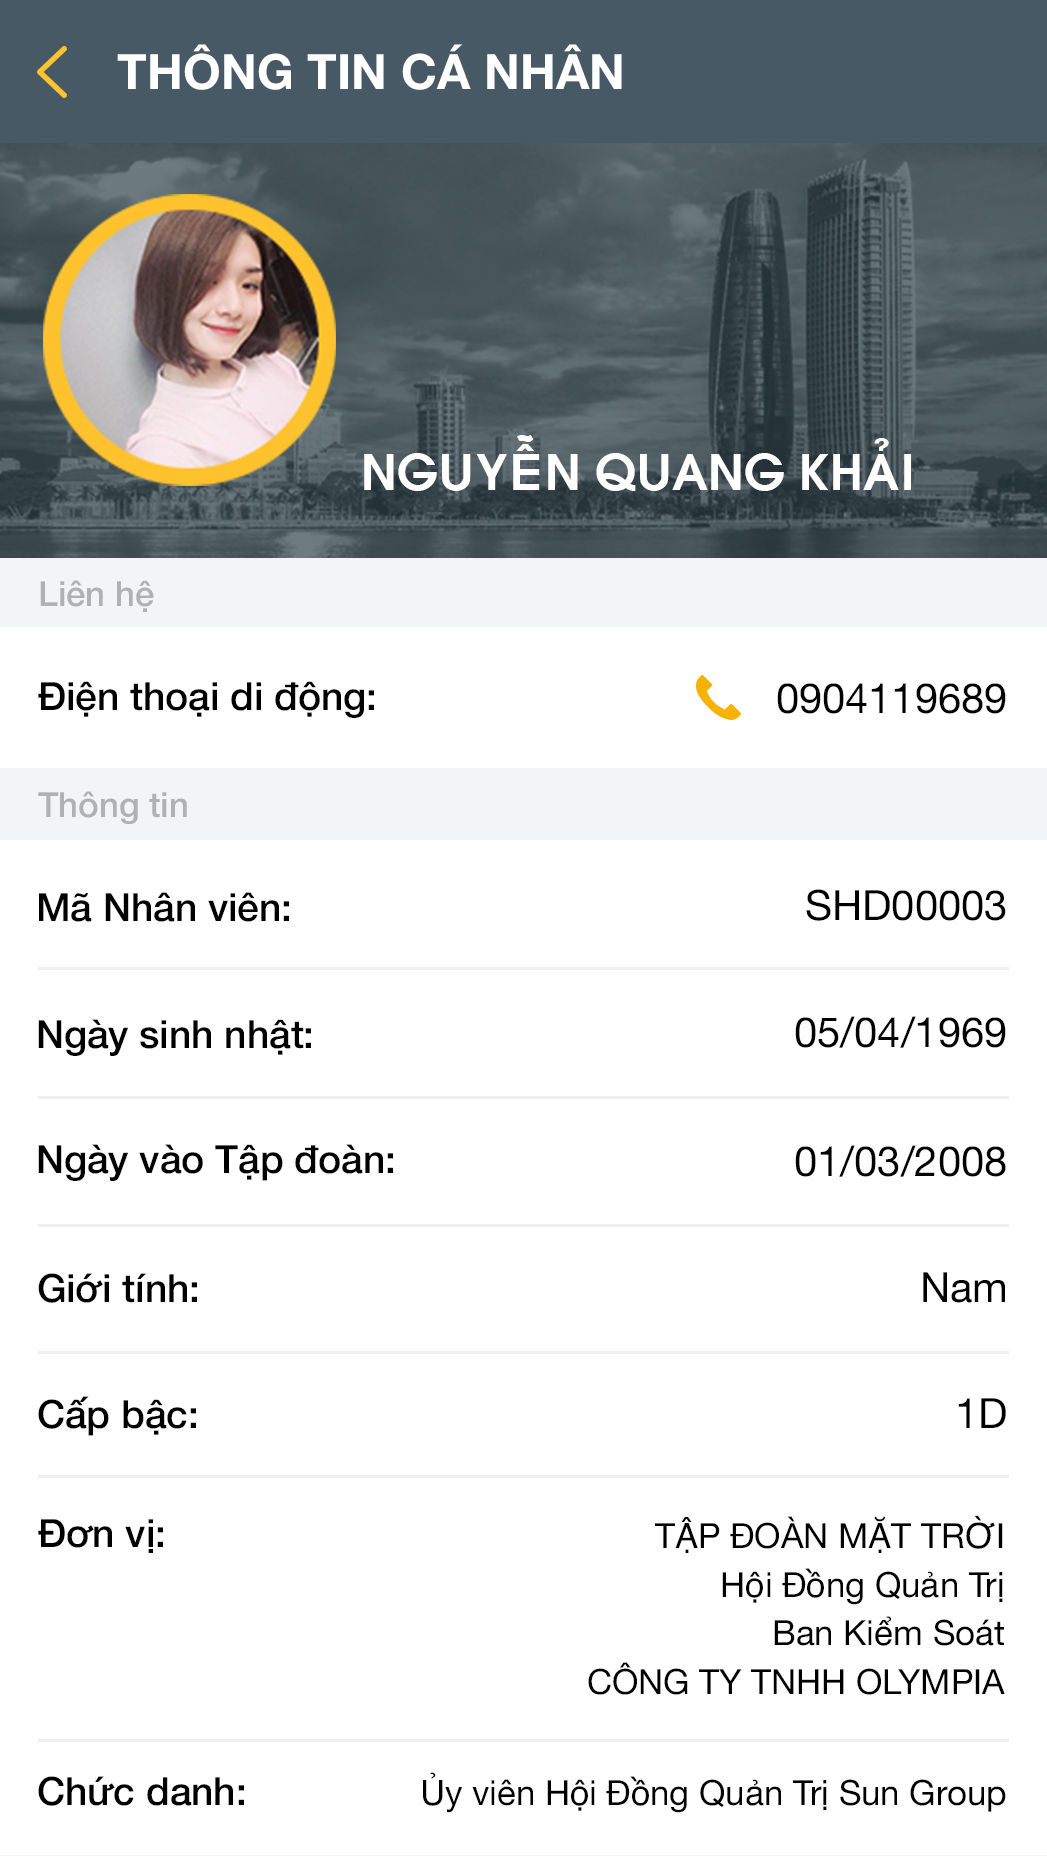 THÔNG TIN CÁ NHÂN
NGUYỄN QUANG KHẢI
Liên hệ
Điện thoại di động: 0904119689
Thông tin
Mã Nhân viên: SHD00003
Ngày sinh nhật: 05/04/1969
Ngày vào Tập đoàn: 01/03/2008
Giới tính: Nam
Cấp bậc: 1D
Đơn vị: TẬP ĐOÀN MẶT TRỜI
Hội Đồng Quản Trị
Ban Kiểm Soát
CÔNG TY TNHH OLYMPIA
Chức danh: Ủy viên Hội Đồng Quản Trị Sun Group